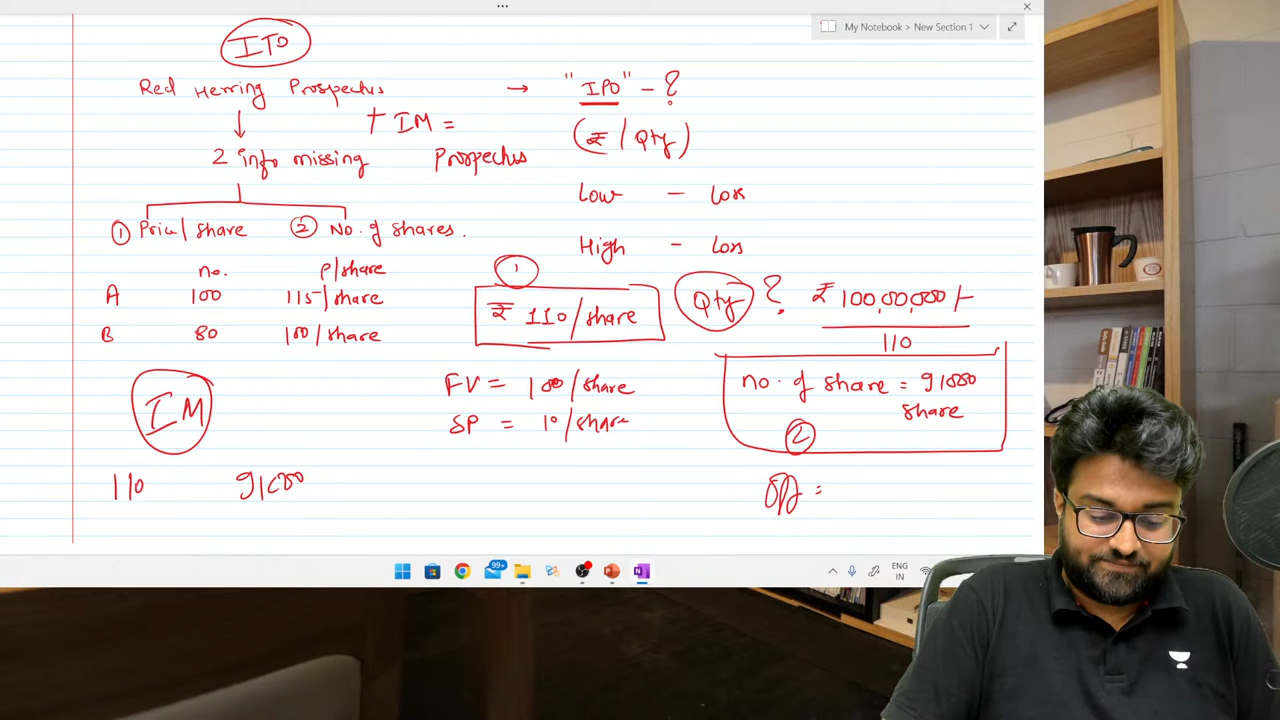 My Notebook > New Section 1
IPO
Red Herring Prospectus → "IPO" - ?
+ IM =
(₹ / Qty)
2 info missing Prospectus
Low - Loss
① Price/share ② No. of shares.
High - Loss
no. p/share
A 100 115/share
B 80 100/share
①
₹ 110/share
Qty ? ₹ 100,00,000/-
110
FV = 100/share
SP = 10/share
no. of share = 91000
share
②
IM
110 91000
=
99+
ENG
IN